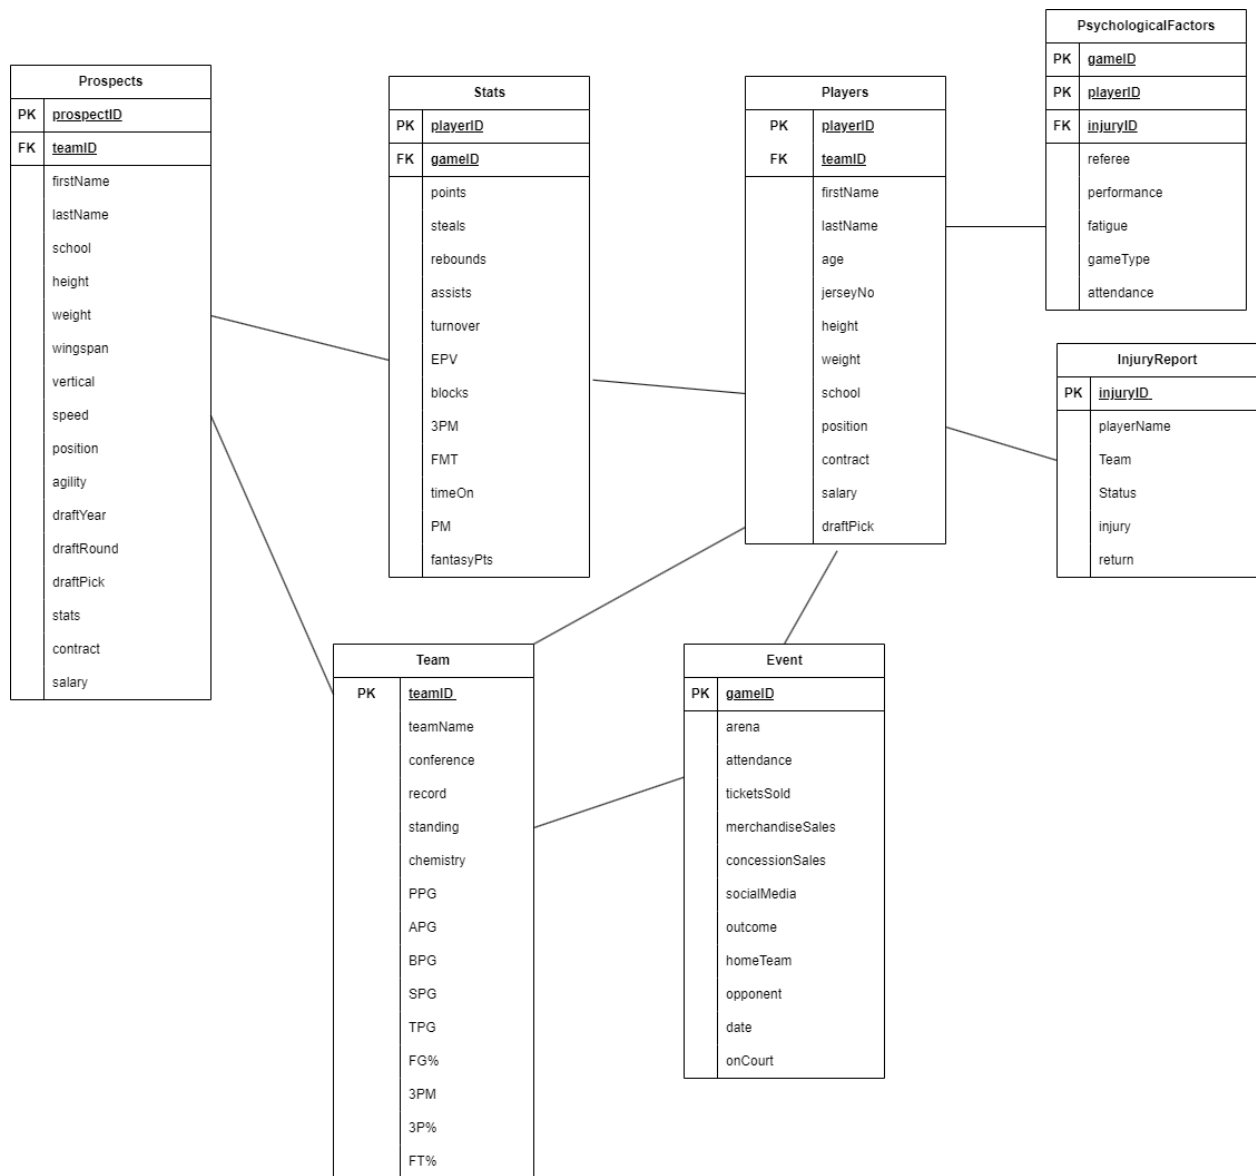 Prospects
PK prospectID
FK teamID
firstName
lastName
school
height
weight
wingspan
vertical
speed
position
agility
draftYear
draftRound
draftPick
stats
contract
salary
Stats
PK playerID
FK gameID
points
steals
rebounds
assists
turnover
EPV
blocks
3PM
FMT
timeOn
PM
fantasyPts
Players
PK playerID
FK teamID
firstName
lastName
age
jerseyNo
height
weight
school
position
contract
salary
draftPick
PsychologicalFactors
PK gameID
PK playerID
FK injuryID
referee
performance
fatigue
gameType
attendance
InjuryReport
PK injuryID
playerName
Team
Status
injury
return
Team
PK teamID
teamName
conference
record
standing
chemistry
PPG
APG
BPG
SPG
TPG
FG%
3PM
3P%
FT%
Event
PK gameID
arena
attendance
ticketsSold
merchandiseSales
concessionSales
socialMedia
outcome
homeTeam
opponent
date
onCourt